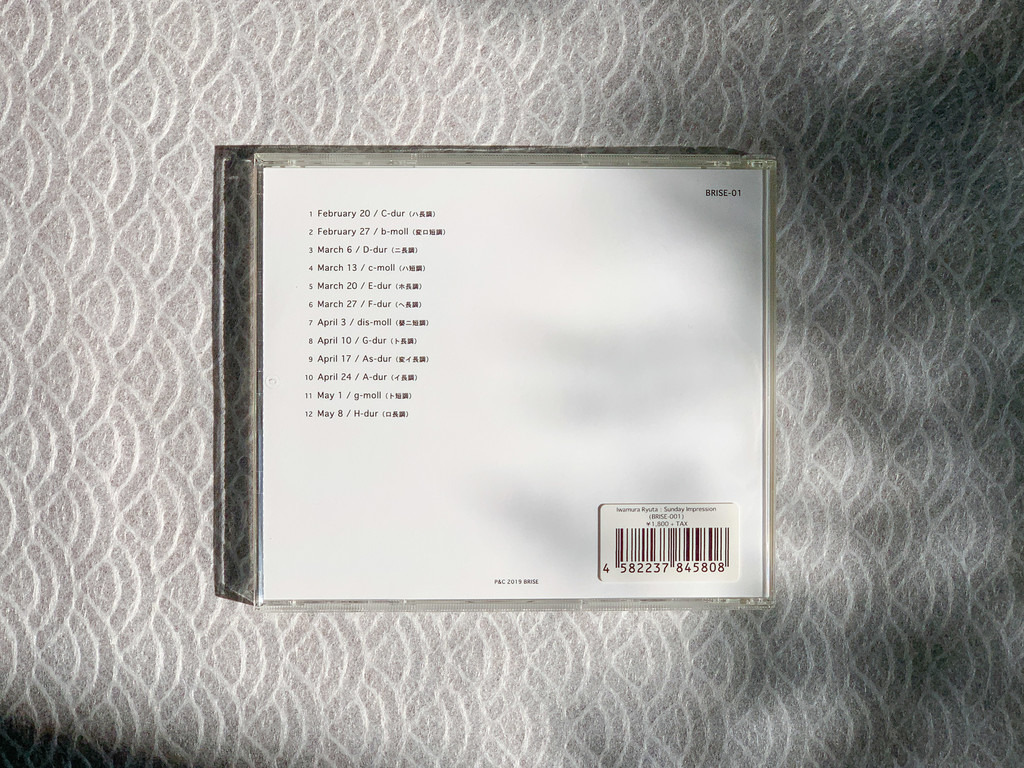 BRISE-01
1 February 20 / C-dur (ハ長調)
2 February 27 / b-moll (変ロ短調)
3 March 6 / D-dur (ニ長調)
4 March 13 / c-moll (ハ短調)
5 March 20 / E-dur (ホ長調)
6 March 27 / F-dur (ヘ長調)
7 April 3 / dis-moll (嬰ニ短調)
8 April 10 / G-dur (ト長調)
9 April 17 / As-dur (変イ長調)
10 April 24 / A-dur (イ長調)
11 May 1 / g-moll (ト短調)
12 May 8 / H-dur (ロ長調)
Iwamura Ryuta : Sunday Impression
(BRISE-001)
¥1,800 + TAX
4 582237 845808
P&C 2019 BRISE